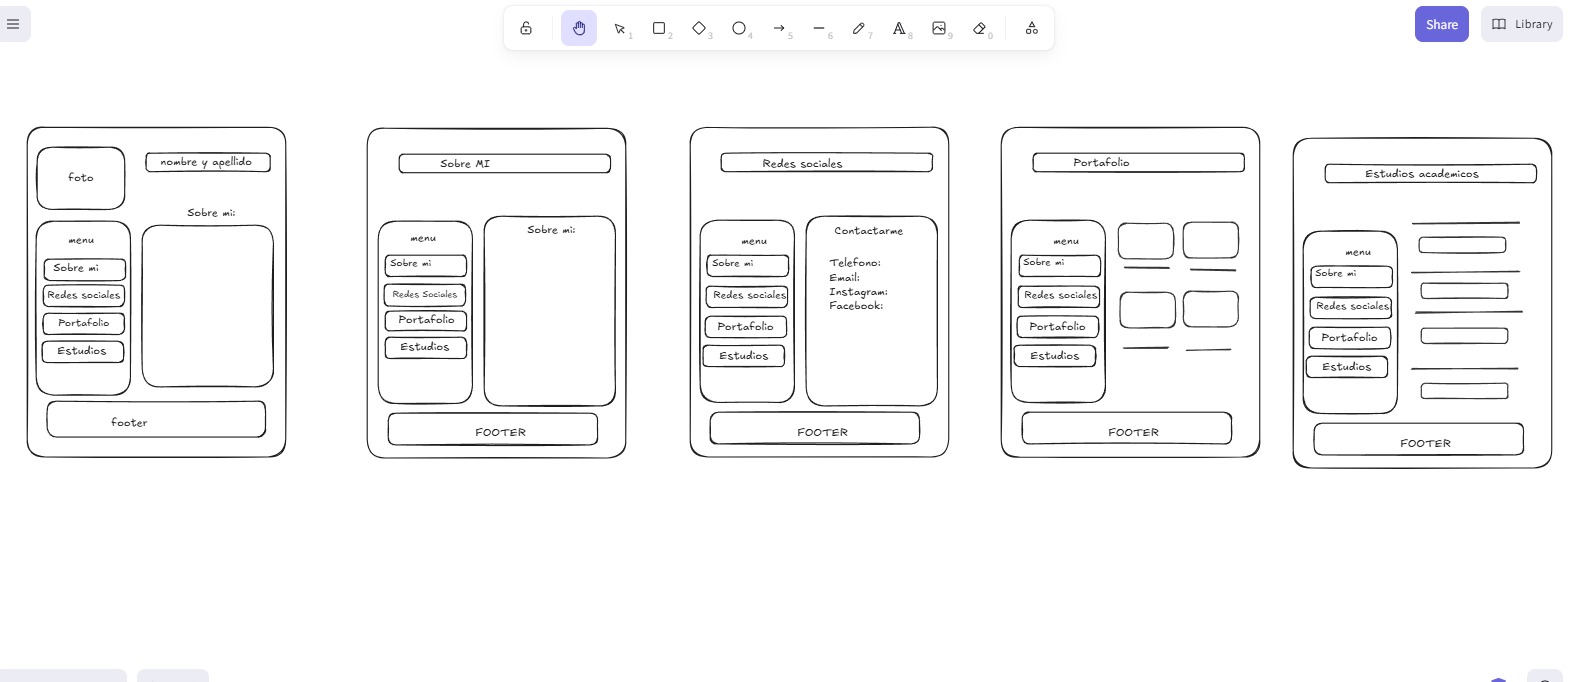 1
2
3
4
5
6
7
8
9
0
Share
Library
foto
nombre y apellido
Sobre mi:
menu
Sobre mi
Redes sociales
Portafolio
Estudios
footer
Sobre MI
menu
Sobre mi
Redes Sociales
Portafolio
Estudios
Sobre mi:
FOOTER
Redes sociales
menu
Sobre mi
Redes sociales
Portafolio
Estudios
Contactarme
Telefono:
Email:
Instagram:
Facebook:
FOOTER
Portafolio
menu
Sobre mi
Redes sociales
Portafolio
Estudios
FOOTER
Estudios academicos
menu
Sobre mi
Redes sociales
Portafolio
Estudios
FOOTER